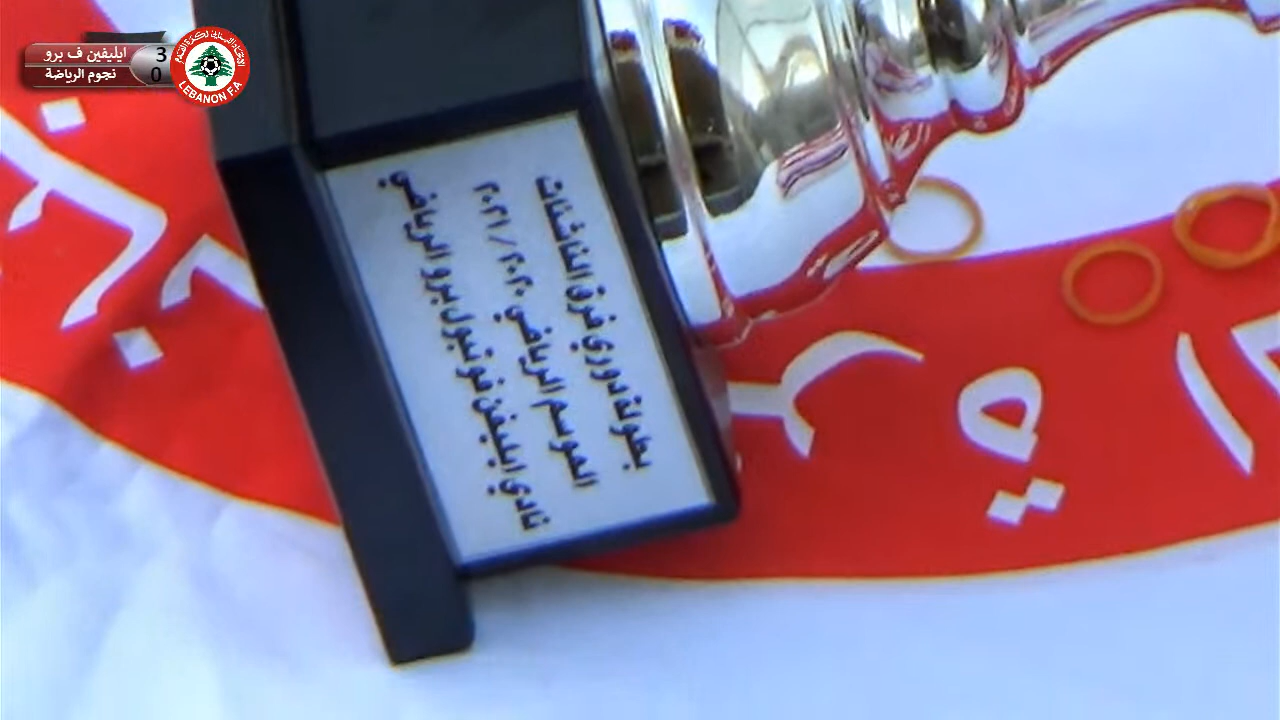 ايليفين ف برو 3
نجوم الرياضة 0
LEBANON F.A
بطولة دوري فرق الناشئات
الموسم الرياضي ٢٠٢٠/٢٠٢١
نادي ايليفن فوتبول برو الرياضي